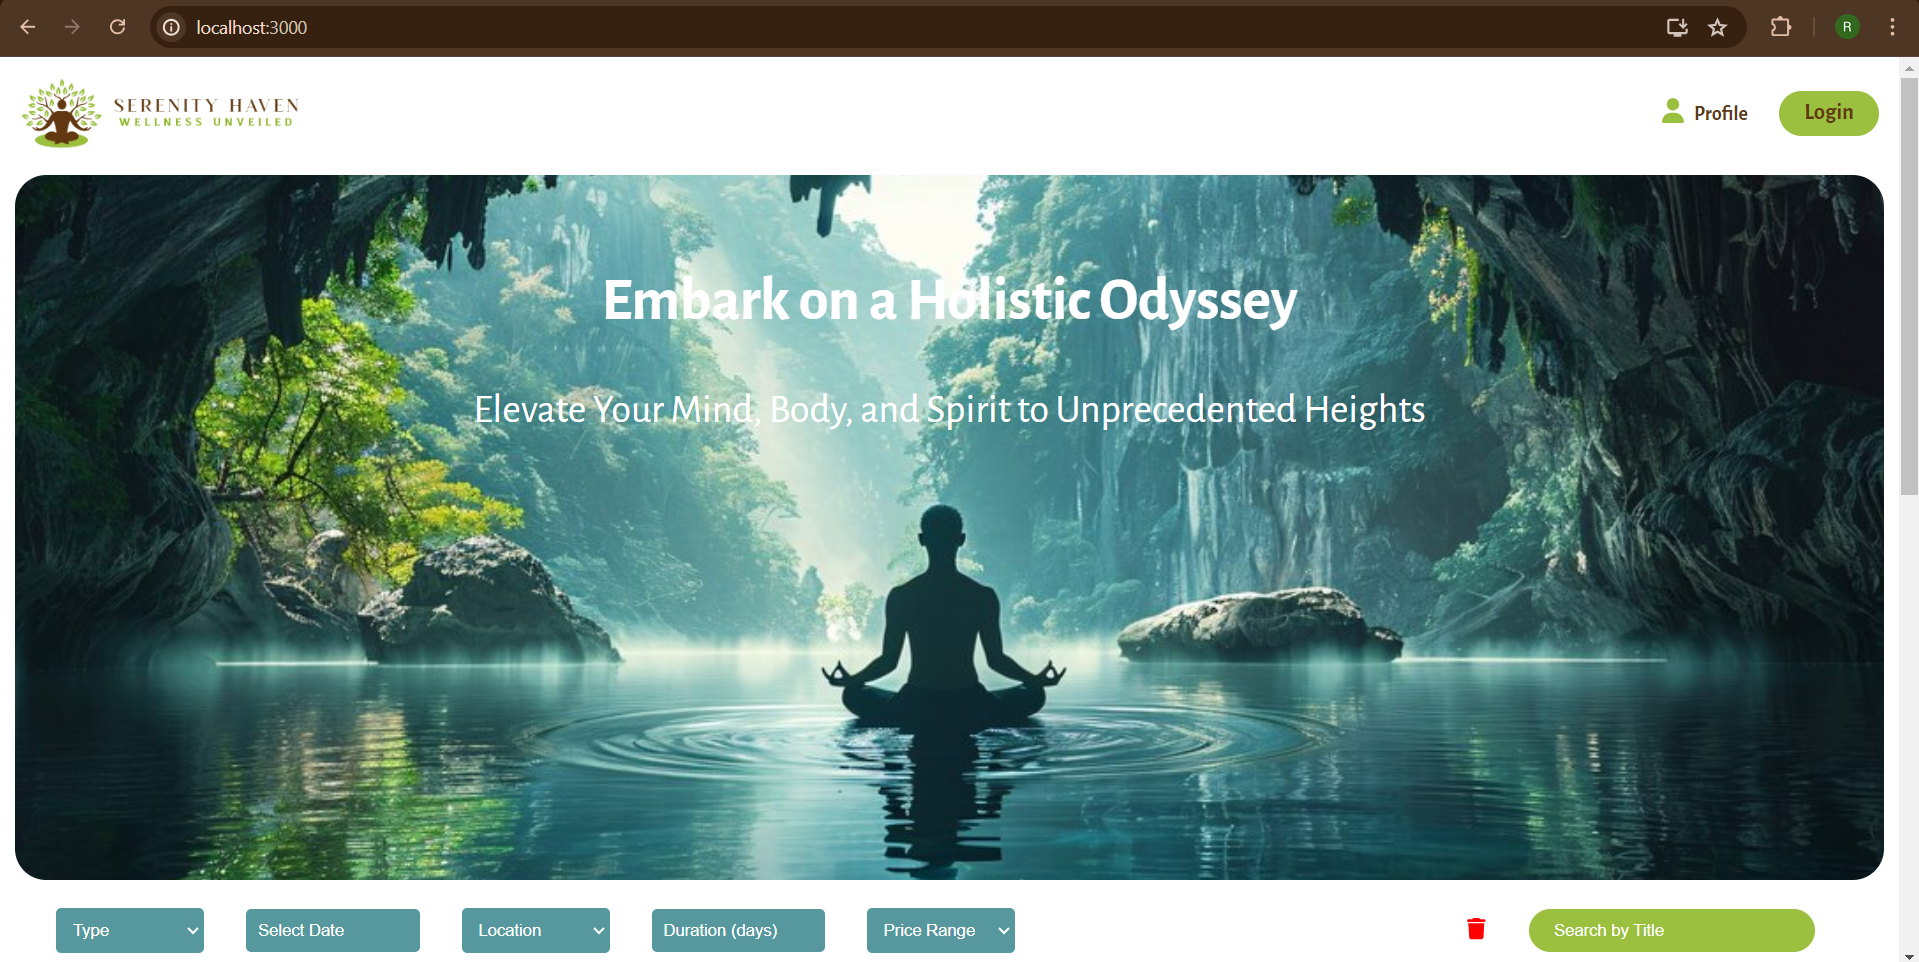 localhost:3000
R
SERENITY HAVEN
WELLNESS UNVEILED
Profile
Login
Embark on a Holistic Odyssey
Elevate Your Mind, Body, and Spirit to Unprecedented Heights
Type
Select Date
Location
Duration (days)
Price Range
Search by Title